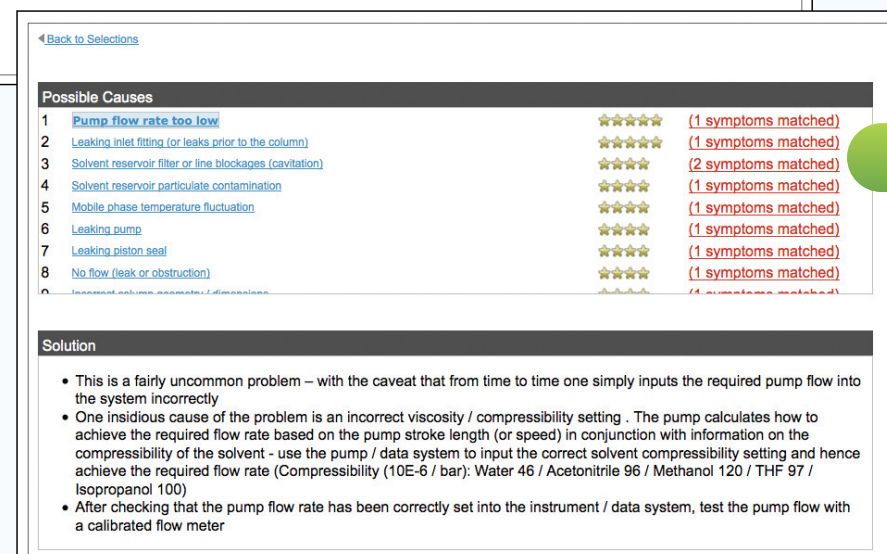 Back to Selections
Possible Causes
1 Pump flow rate too low (1 symptoms matched)
2 Leaking inlet fitting (or leaks prior to the column) (1 symptoms matched)
3 Solvent reservoir filter or line blockages (cavitation) (2 symptoms matched)
4 Solvent reservoir particulate contamination (1 symptoms matched)
5 Mobile phase temperature fluctuation (1 symptoms matched)
6 Leaking pump (1 symptoms matched)
7 Leaking piston seal (1 symptoms matched)
8 No flow (leak or obstruction) (1 symptoms matched)
9 Incorrect column geometry / dimensions (1 symptoms matched)
Solution
• This is a fairly uncommon problem – with the caveat that from time to time one simply inputs the required pump flow into
the system incorrectly
• One insidious cause of the problem is an incorrect viscosity / compressibility setting . The pump calculates how to
achieve the required flow rate based on the pump stroke length (or speed) in conjunction with information on the
compressibility of the solvent - use the pump / data system to input the correct solvent compressibility setting and hence
achieve the required flow rate (Compressibility (10E-6 / bar): Water 46 / Acetonitrile 96 / Methanol 120 / THF 97 /
Isopropanol 100)
• After checking that the pump flow rate has been correctly set into the instrument / data system, test the pump flow with
a calibrated flow meter